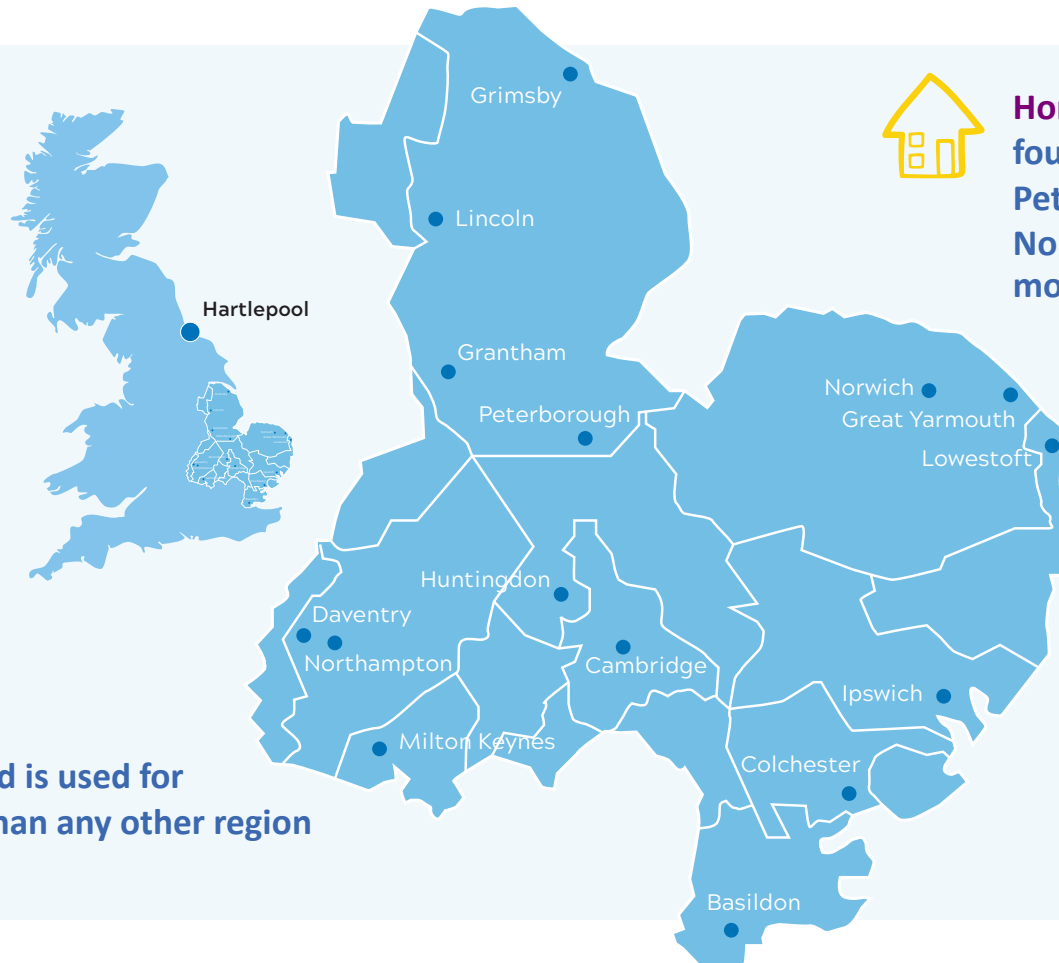 Grimsby
Lincoln
Hartlepool
Grantham
Peterborough
Norwich
Great Yarmouth
Lowestoft
Huntingdon
Daventry
Northampton
Cambridge
Ipswich
Milton Keynes
Colchester
Basildon
Hor
fou
Pet
No
mo
d is used for
han any other region